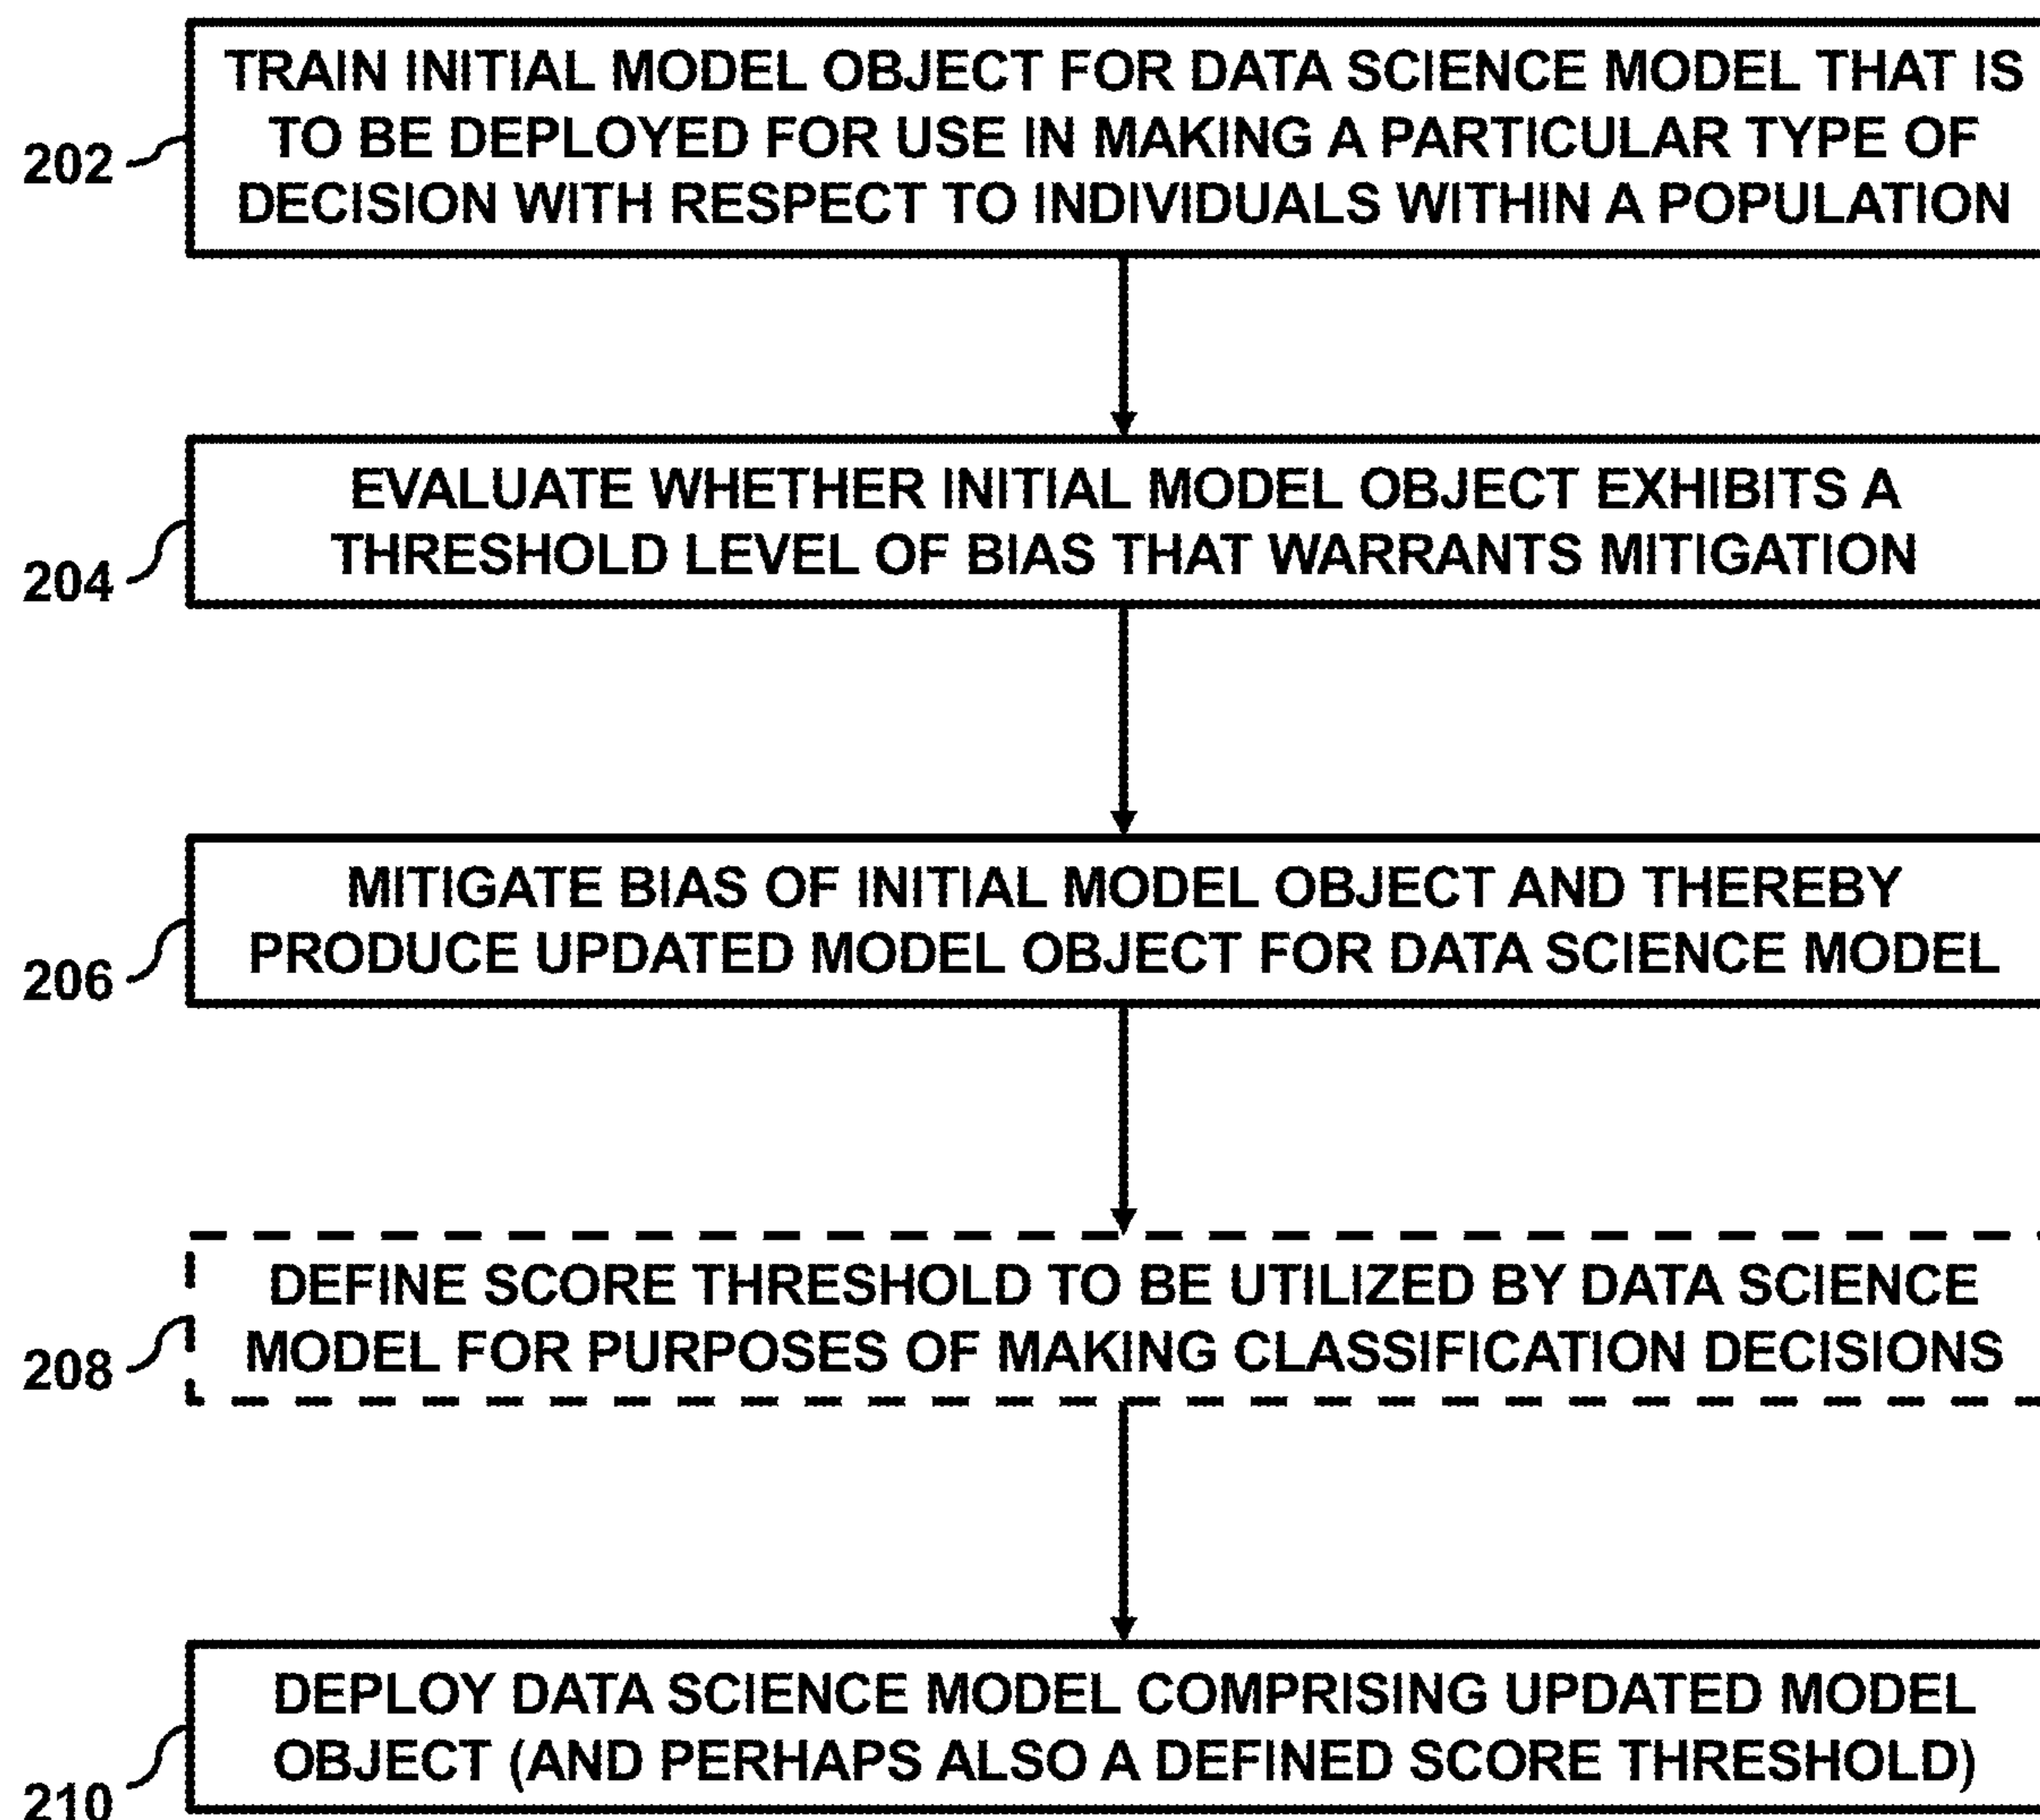 TRAIN INITIAL MODEL OBJECT FOR DATA SCIENCE MODEL THAT IS
TO BE DEPLOYED FOR USE IN MAKING A PARTICULAR TYPE OF
202
DECISION WITH RESPECT TO INDIVIDUALS WITHIN A POPULATION
EVALUATE WHETHER INITIAL MODEL OBJECT EXHIBITS A
THRESHOLD LEVEL OF BIAS THAT WARRANTS MITIGATION
204
MITIGATE BIAS OF INITIAL MODEL OBJECT AND THEREBY
PRODUCE UPDATED MODEL OBJECT FOR DATA SCIENCE MODEL
206
DEFINE SCORE THRESHOLD TO BE UTILIZED BY DATA SCIENCE
MODEL FOR PURPOSES OF MAKING CLASSIFICATION DECISIONS
208
DEPLOY DATA SCIENCE MODEL COMPRISING UPDATED MODEL
OBJECT (AND PERHAPS ALSO A DEFINED SCORE THRESHOLD)
210